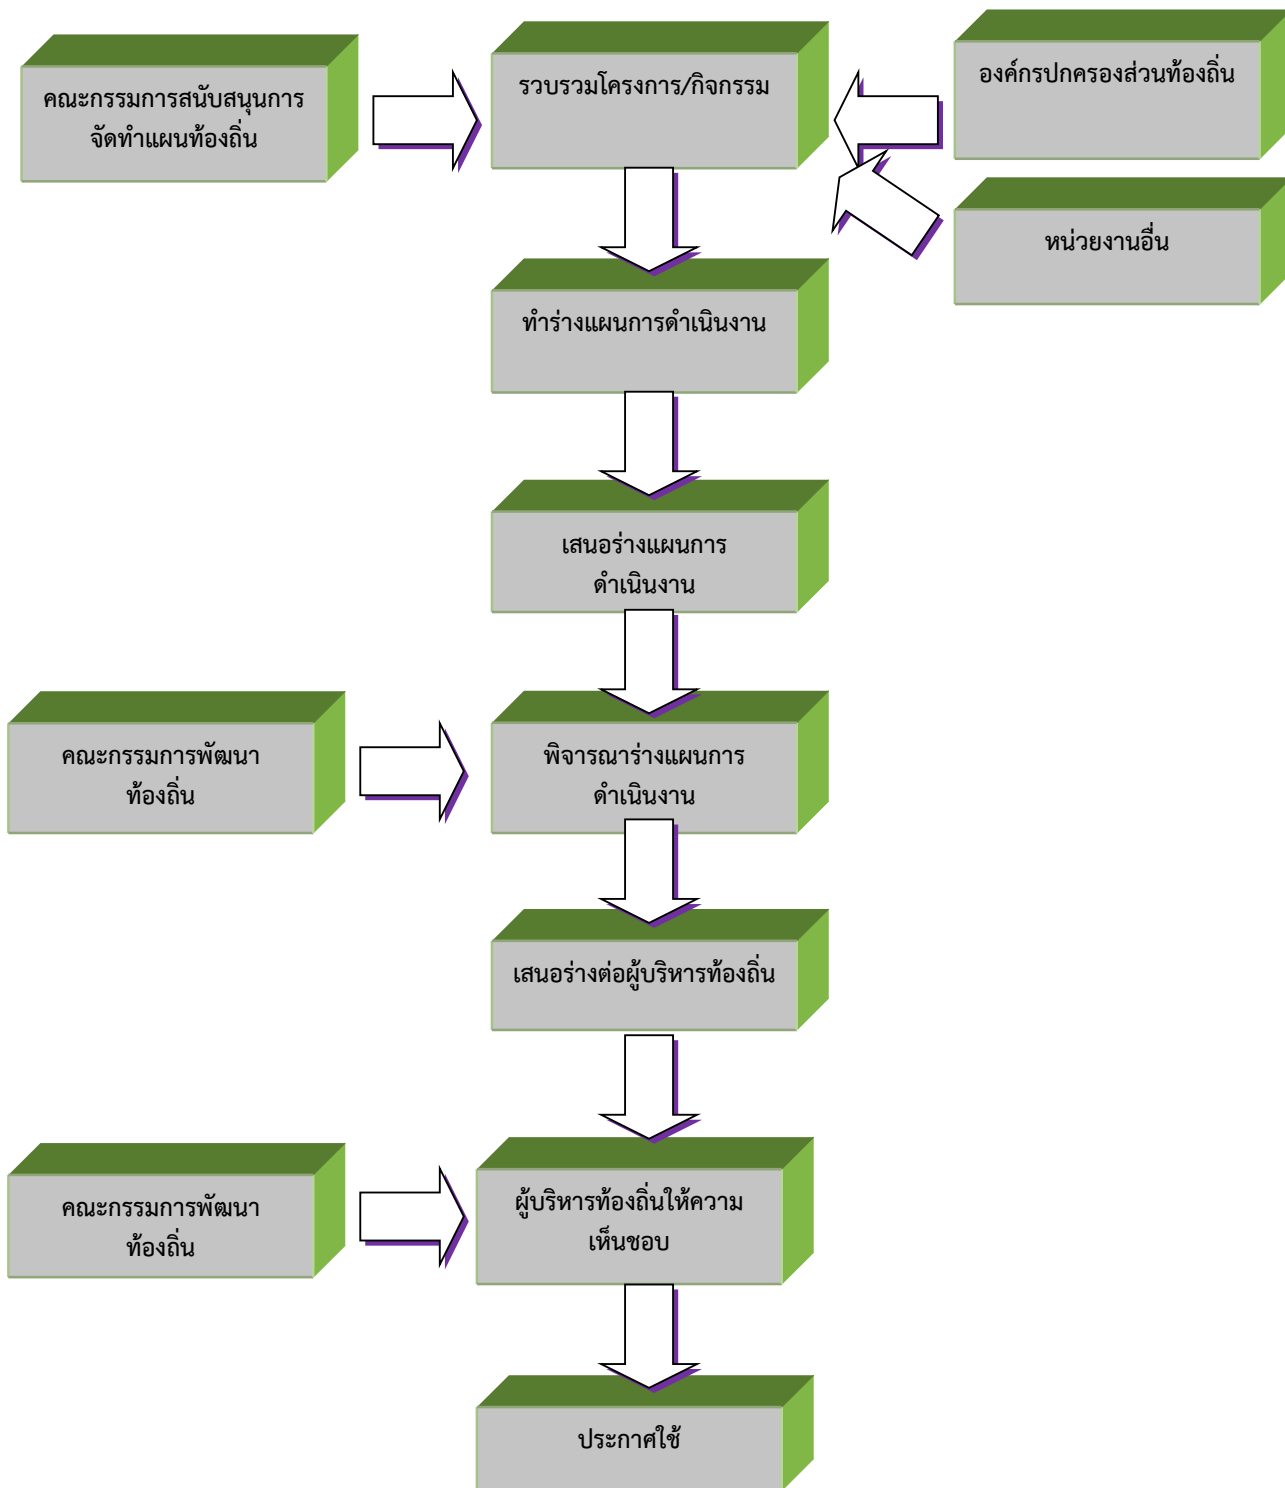 คณะกรรมการสนับสนุนการ
จัดทำแผนท้องถิ่น
รวบรวมโครงการ/กิจกรรม
องค์กรปกครองส่วนท้องถิ่น
หน่วยงานอื่น
ทำร่างแผนการดำเนินงาน
เสนอร่างแผนการ
ดำเนินงาน
คณะกรรมการพัฒนา
ท้องถิ่น
พิจารณาร่างแผนการ
ดำเนินงาน
เสนอร่างต่อผู้บริหารท้องถิ่น
คณะกรรมการพัฒนา
ท้องถิ่น
ผู้บริหารท้องถิ่นให้ความ
เห็นชอบ
ประกาศใช้